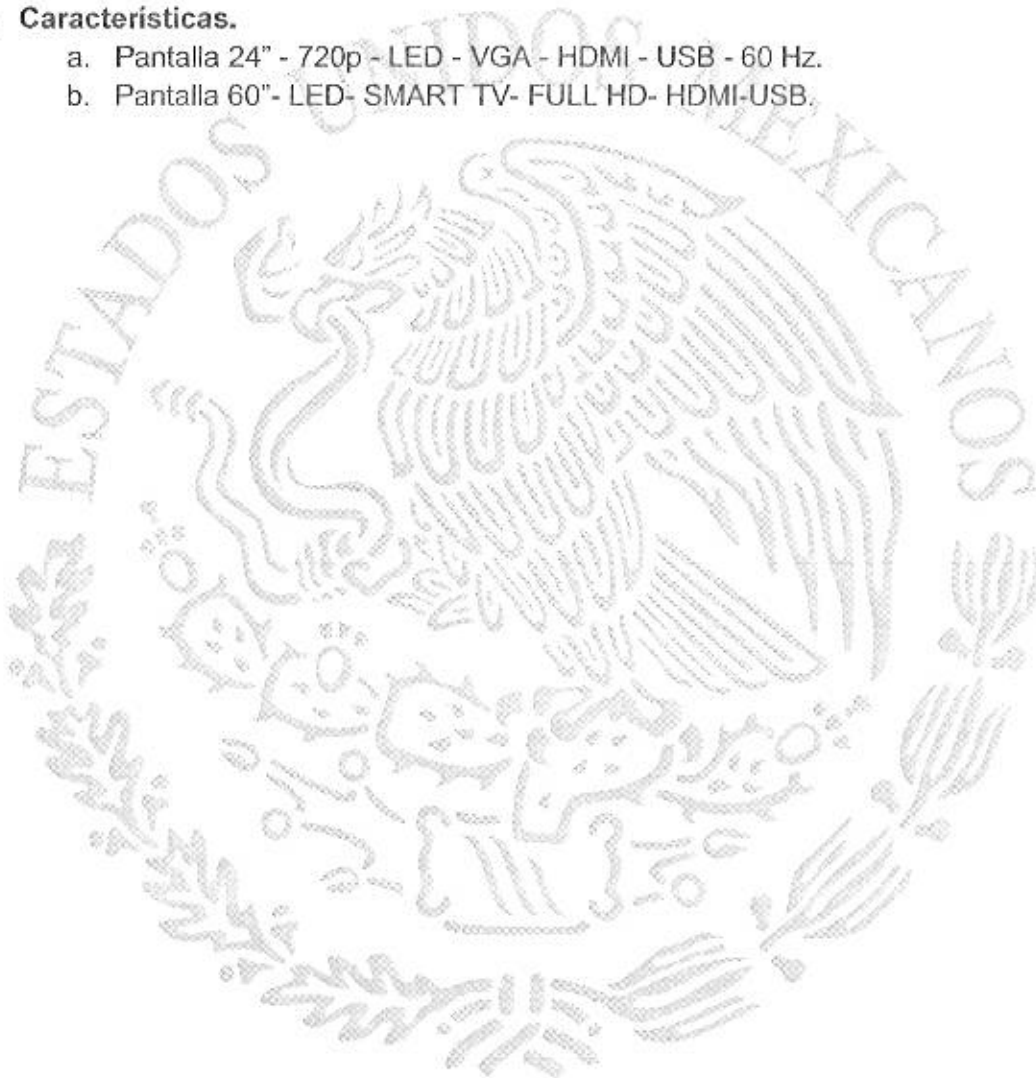 Características.
a. Pantalla 24” - 720p - LED - VGA - HDMI - USB - 60 Hz.
b. Pantalla 60”- LED- SMART TV- FULL HD- HDMI-USB.
ESTADOS UNIDOS MEXICANOS